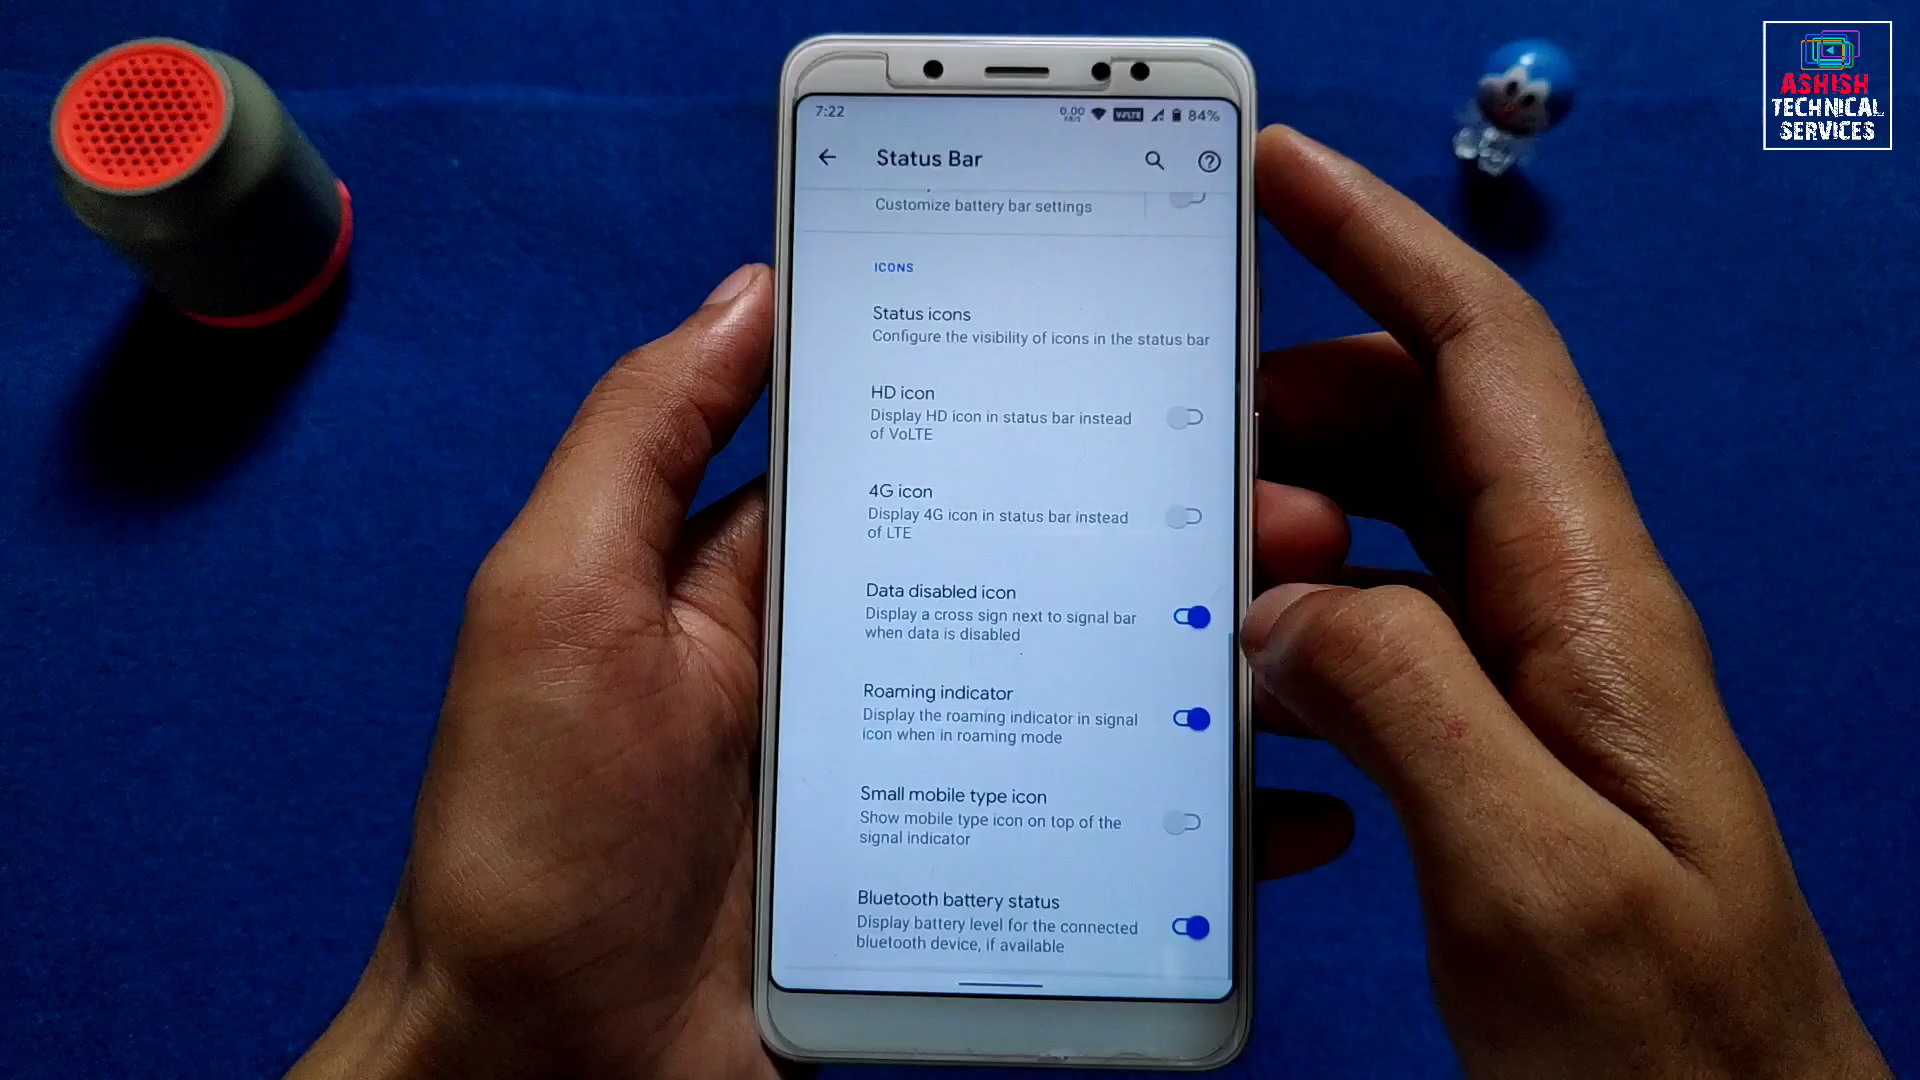 ASHISH
TECHNICAL
SERVICES
7:22
0.00
KB/S
VoLTE
84%
Status Bar
Customize battery bar settings
ICONS
Status icons
Configure the visibility of icons in the status bar
HD icon
Display HD icon in status bar instead
of VoLTE
4G icon
Display 4G icon in status bar instead
of LTE
Data disabled icon
Display a cross sign next to signal bar
when data is disabled
Roaming indicator
Display the roaming indicator in signal
icon when in roaming mode
Small mobile type icon
Show mobile type icon on top of the
signal indicator
Bluetooth battery status
Display battery level for the connected
bluetooth device, if available